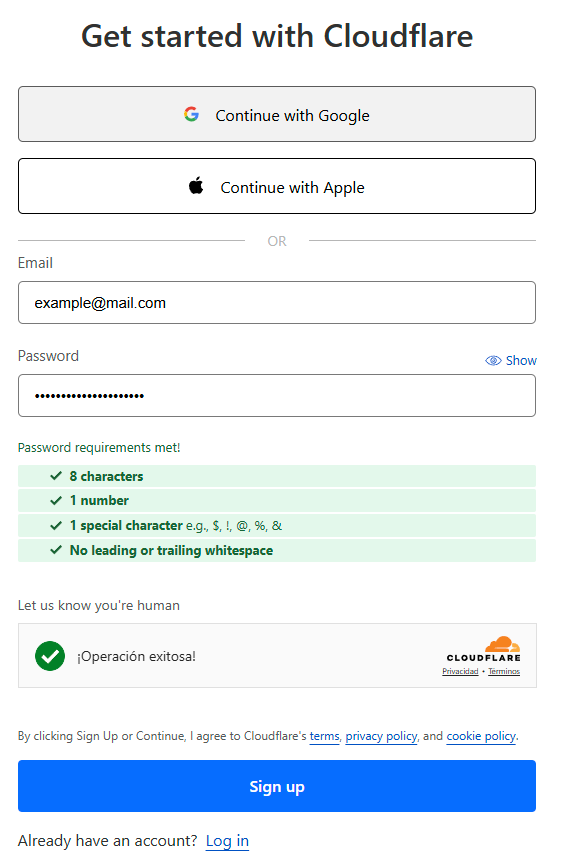 Get started with Cloudflare
Continue with Google
Continue with Apple
OR
Email
example@mail.com
Password
Show
•••••••••••••••••••••
Password requirements met!
8 characters
1 number
1 special character e.g., $, !, @, %, &
No leading or trailing whitespace
Let us know you're human
¡Operación exitosa!
CLOUDFLARE
Privacidad • Términos
By clicking Sign Up or Continue, I agree to Cloudflare's terms, privacy policy, and cookie policy.
Sign up
Already have an account? Log in